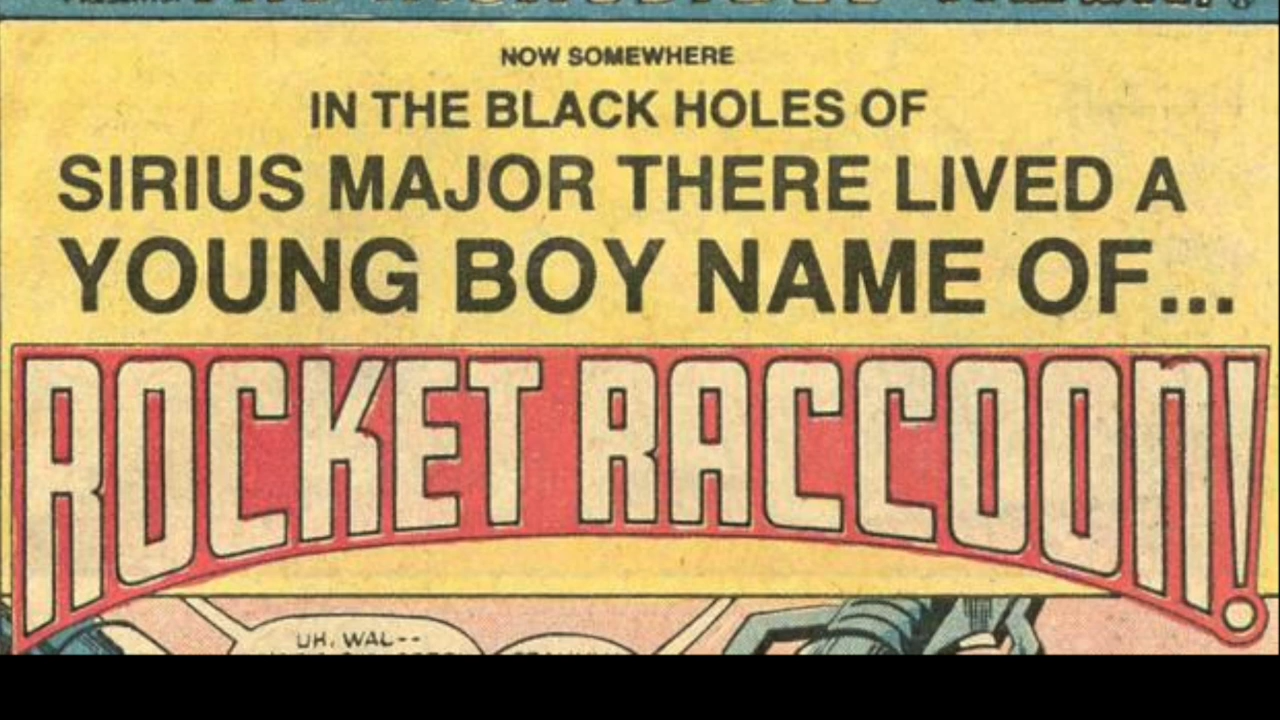 NOW SOMEWHERE
IN THE BLACK HOLES OF
SIRIUS MAJOR THERE LIVED A
YOUNG BOY NAME OF...
ROCKET RACCOON!
UH, WAL--